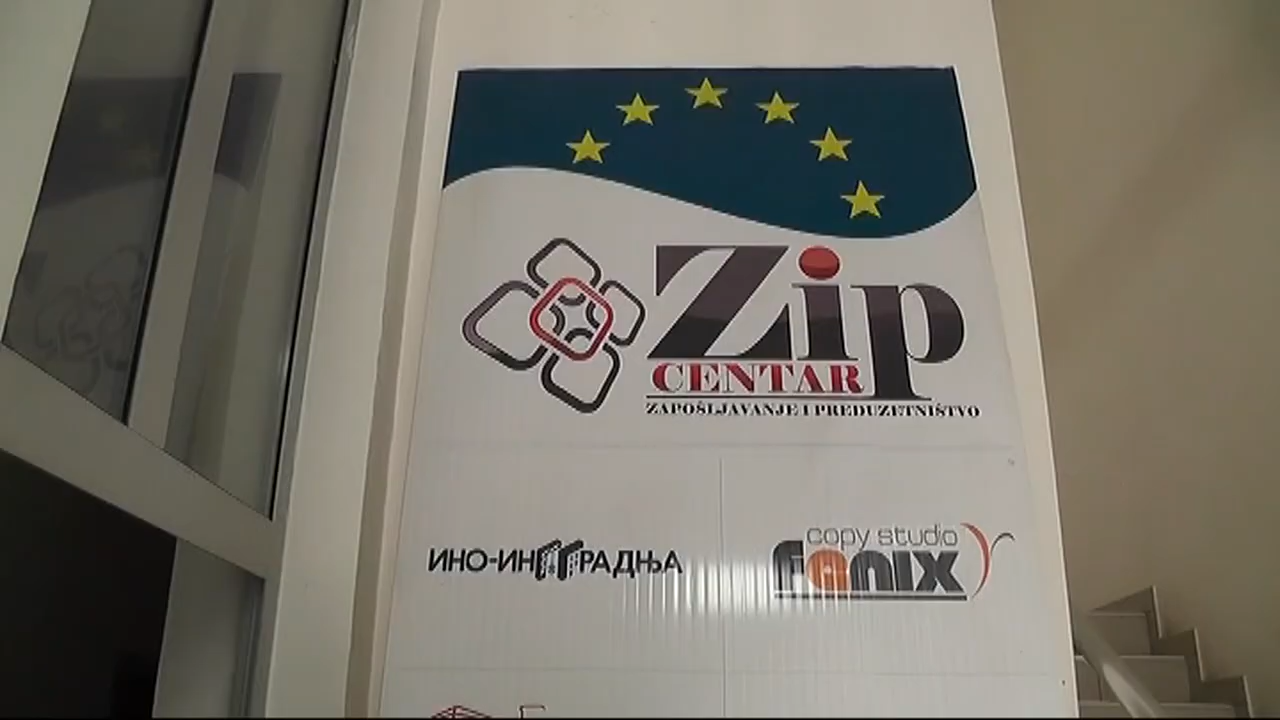 Zip
CENTAR
ZAPOŠLJAVANJE I PREDUZETNIŠTVO
ИНО-ИНГРАДЊА
copy studio
fenix